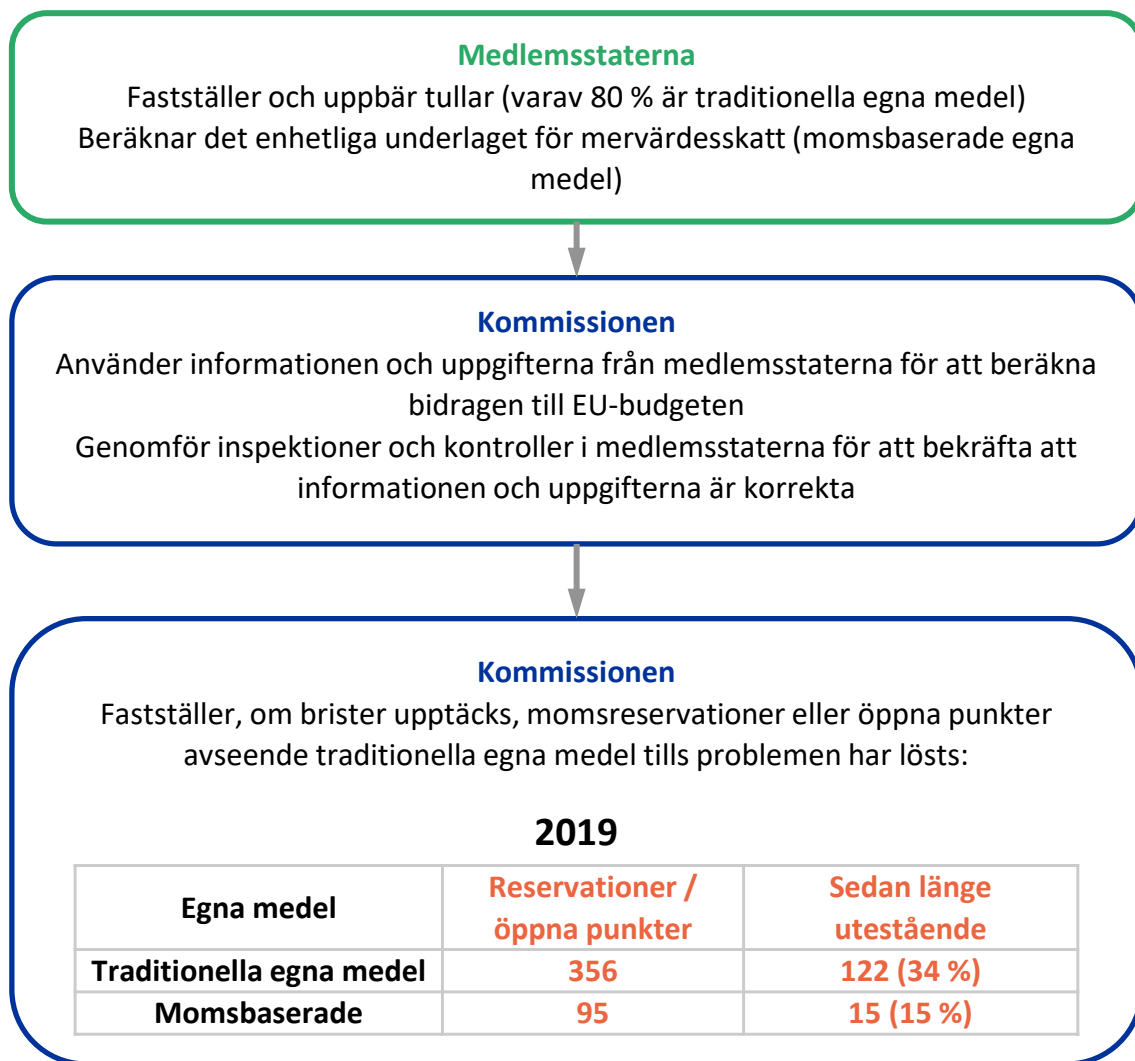 Medlemsstaterna
Fastställer och uppbär tullar (varav 80 % är traditionella egna medel)
Beräknar det enhetliga underlaget för mervärdesskatt (momsbaserade egna
medel)
Kommissionen
Använder informationen och uppgifterna från medlemsstaterna för att beräkna
bidragen till EU-budgeten
Genomför inspektioner och kontroller i medlemsstaterna för att bekräfta att
informationen och uppgifterna är korrekta
Kommissionen
Fastställer, om brister upptäcks, momsreservationer eller öppna punkter
avseende traditionella egna medel tills problemen har lösts:
2019
Egna medel
Reservationer /
öppna punkter
Sedan länge
utestående
Traditionella egna medel 356 122 (34 %)
Momsbaserade 95 15 (15 %)